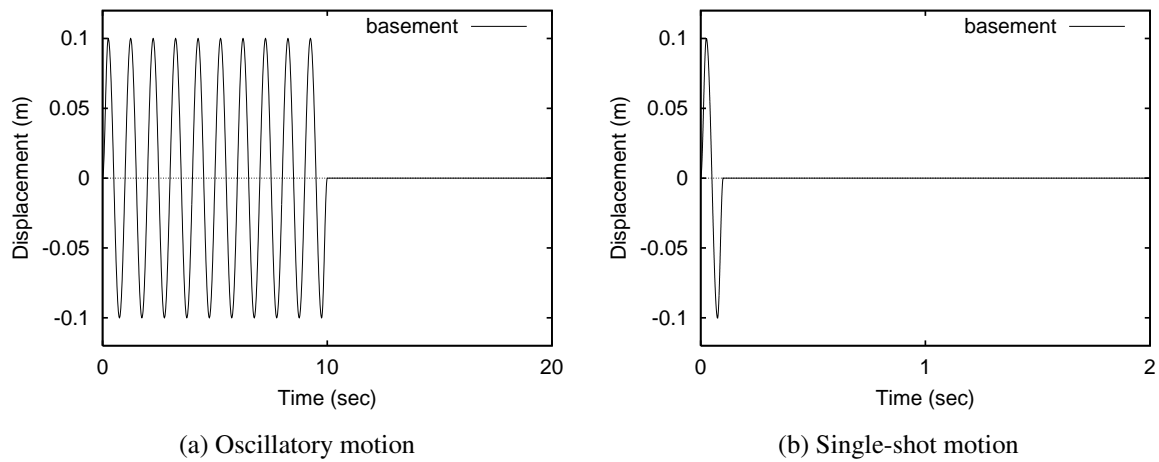 basement
0.1
0.05
0
-0.05
-0.1
Displacement (m)
0
10
20
Time (sec)
(a) Oscillatory motion
basement
0.1
0.05
0
-0.05
-0.1
Displacement (m)
0
1
2
Time (sec)
(b) Single-shot motion